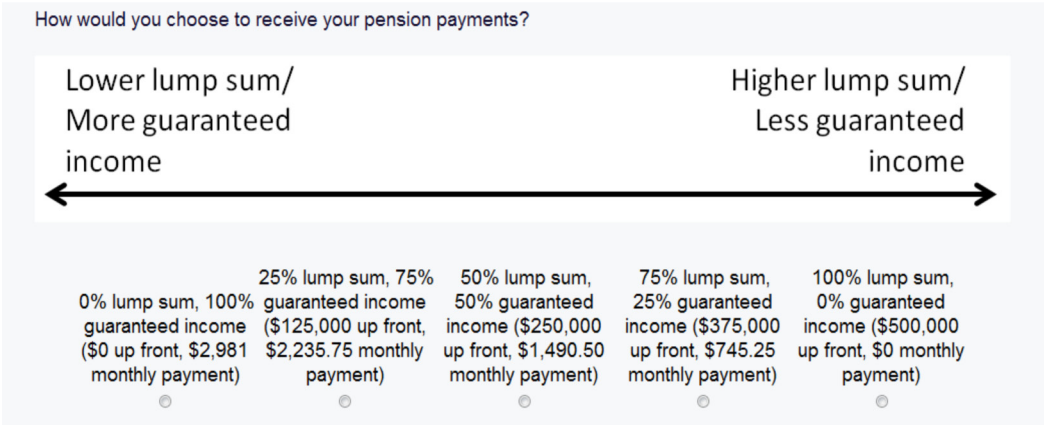 How would you choose to receive your pension payments?
Lower lump sum/
More guaranteed
income
Higher lump sum/
Less guaranteed
income
0% lump sum, 100%
guaranteed income
($0 up front, $2,981
monthly payment)
25% lump sum, 75%
guaranteed income
($125,000 up front,
$2,235.75 monthly
payment)
50% lump sum,
50% guaranteed
income ($250,000
up front, $1,490.50
monthly payment)
75% lump sum,
25% guaranteed
income ($375,000
up front, $745.25
monthly payment)
100% lump sum,
0% guaranteed
income ($500,000
up front, $0 monthly
payment)